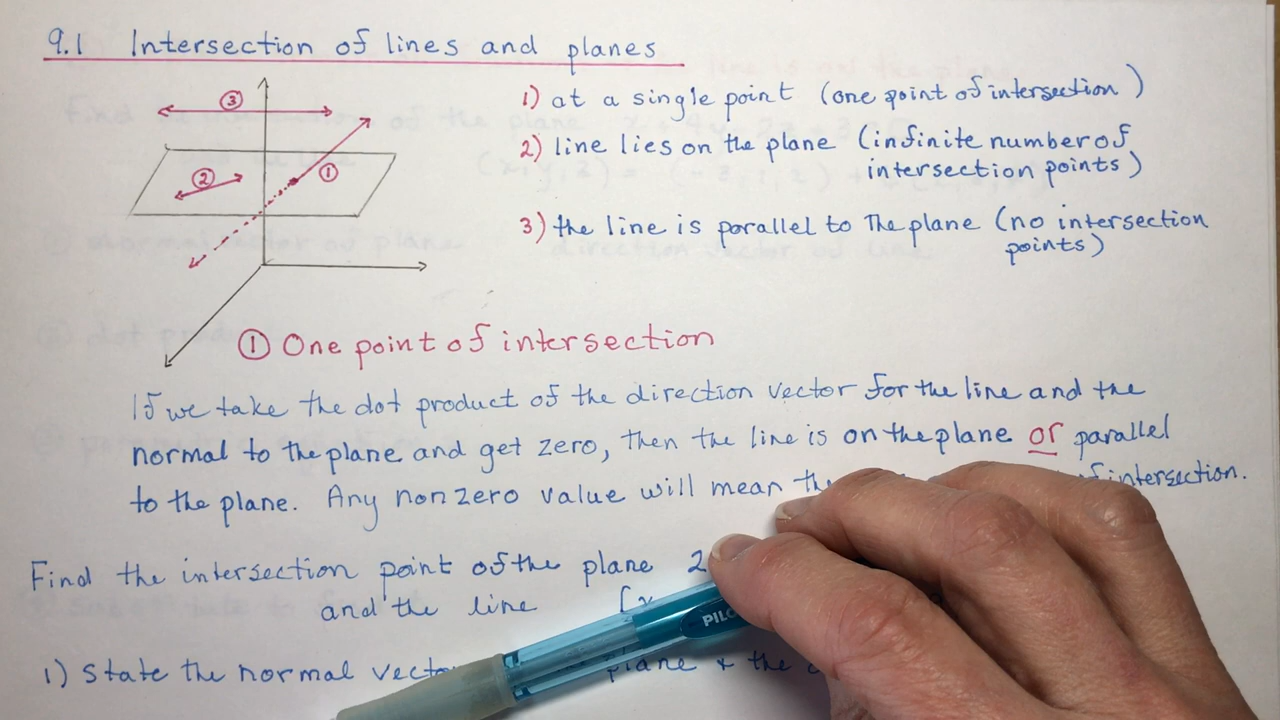 9.1 Intersection of lines and planes
1) at a single point (one point of intersection)
2) line lies on the plane (infinite number of
intersection points)
3) the line is parallel to The plane (no intersection
points)
③
②
①
① One point of intersection
If we take the dot product of the direction vector for the line and the
normal to the plane and get zero, then the line is on the plane or parallel
to the plane. Any nonzero value will mean intersection.
Find the intersection point of the plane 2
and the line [x
1) State the normal plane & the
PILO